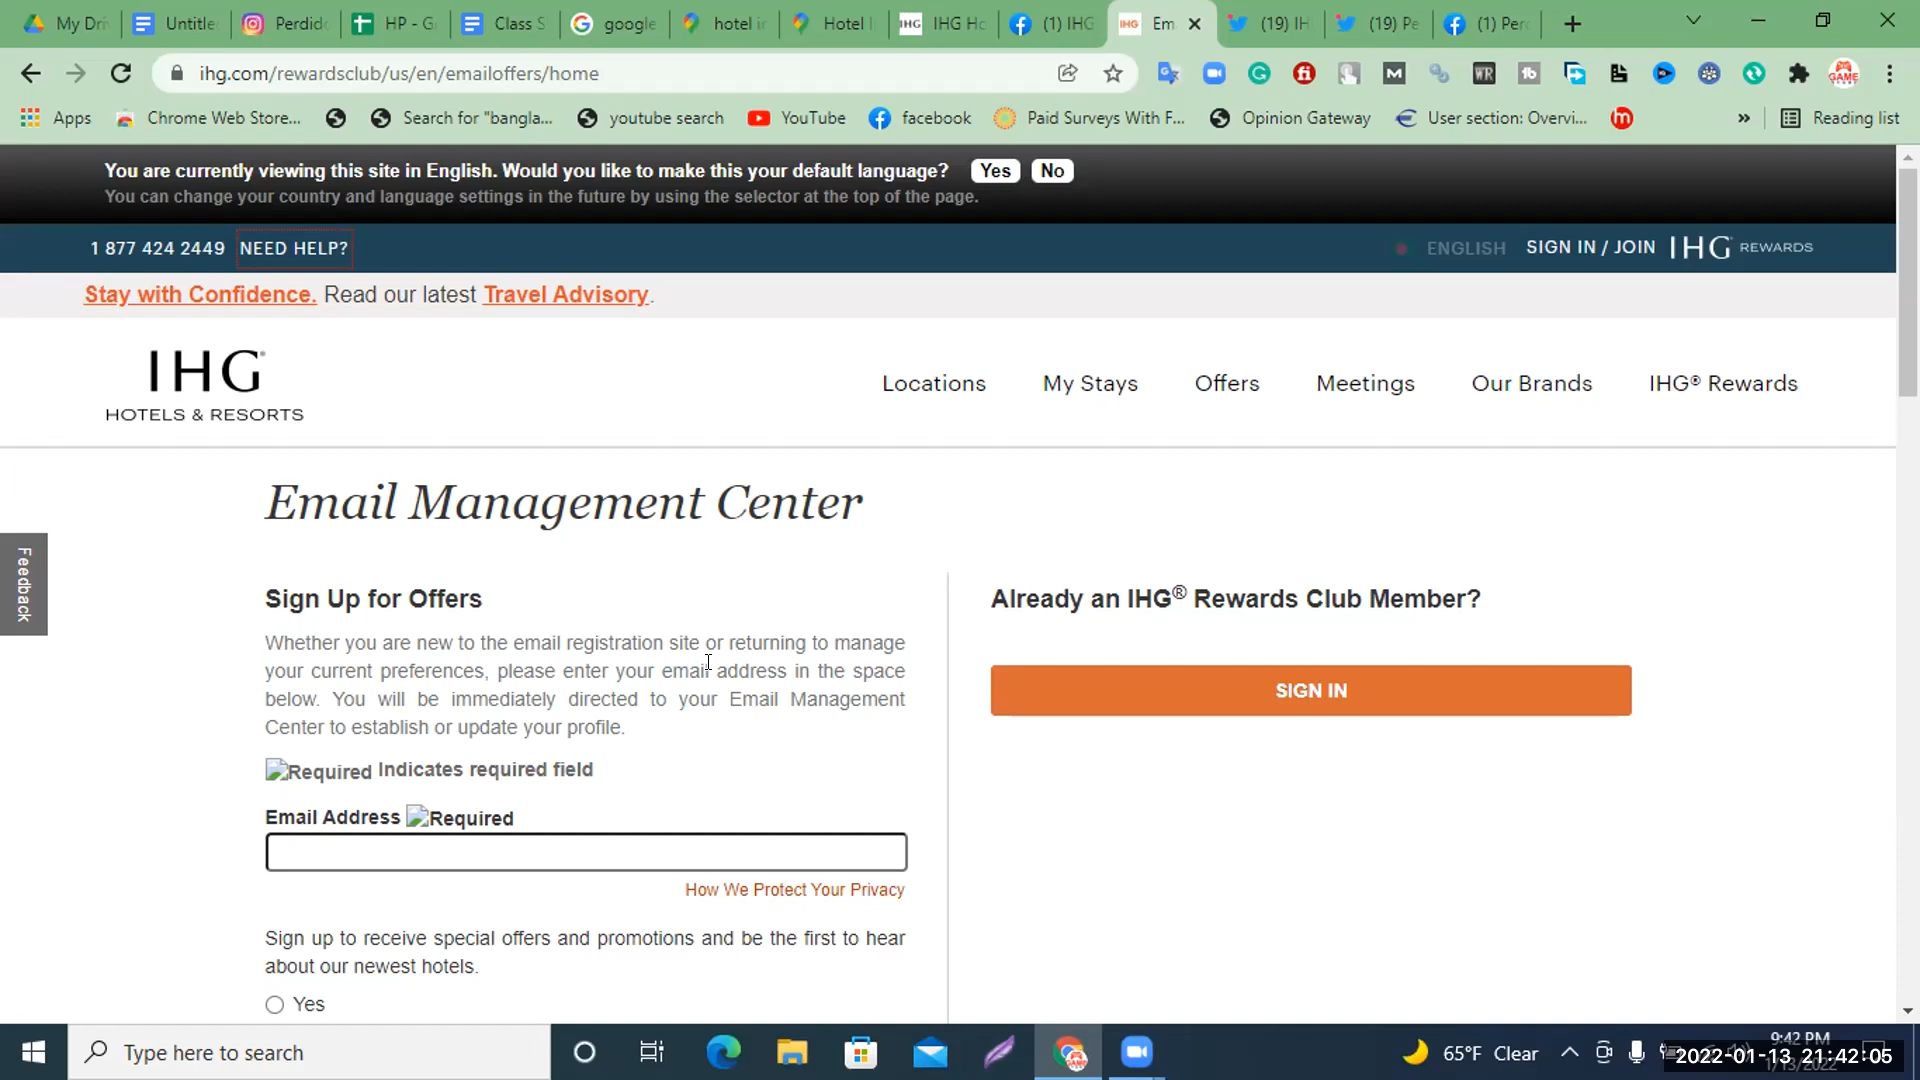 My Dri
Untitle
Perdido
HP - G
Class S
google
hotel in
Hotel I
IHG Ho
(1) IHG
Em
(19) IH
(19) Pe
(1) Per
ihg.com/rewardsclub/us/en/emailoffers/home
Apps
Chrome Web Store...
Search for "bangla...
youtube search
YouTube
facebook
Paid Surveys With F...
Opinion Gateway
User section: Overvi...
»
Reading list
You are currently viewing this site in English. Would you like to make this your default language? Yes No
You can change your country and language settings in the future by using the selector at the top of the page.
1 877 424 2449 NEED HELP? ENGLISH SIGN IN / JOIN IHG REWARDS
Stay with Confidence. Read our latest Travel Advisory.
IHG®
HOTELS & RESORTS
Locations My Stays Offers Meetings Our Brands IHG® Rewards
Email Management Center
Feedback
Sign Up for Offers
Whether you are new to the email registration site or returning to manage
your current preferences, please enter your email address in the space
below. You will be immediately directed to your Email Management
Center to establish or update your profile.
Required Indicates required field
Email Address Required
How We Protect Your Privacy
Sign up to receive special offers and promotions and be the first to hear
about our newest hotels.
Yes
Already an IHG® Rewards Club Member?
SIGN IN
Type here to search
65°F Clear
9:42 PM
2022-01-13 21:42:05